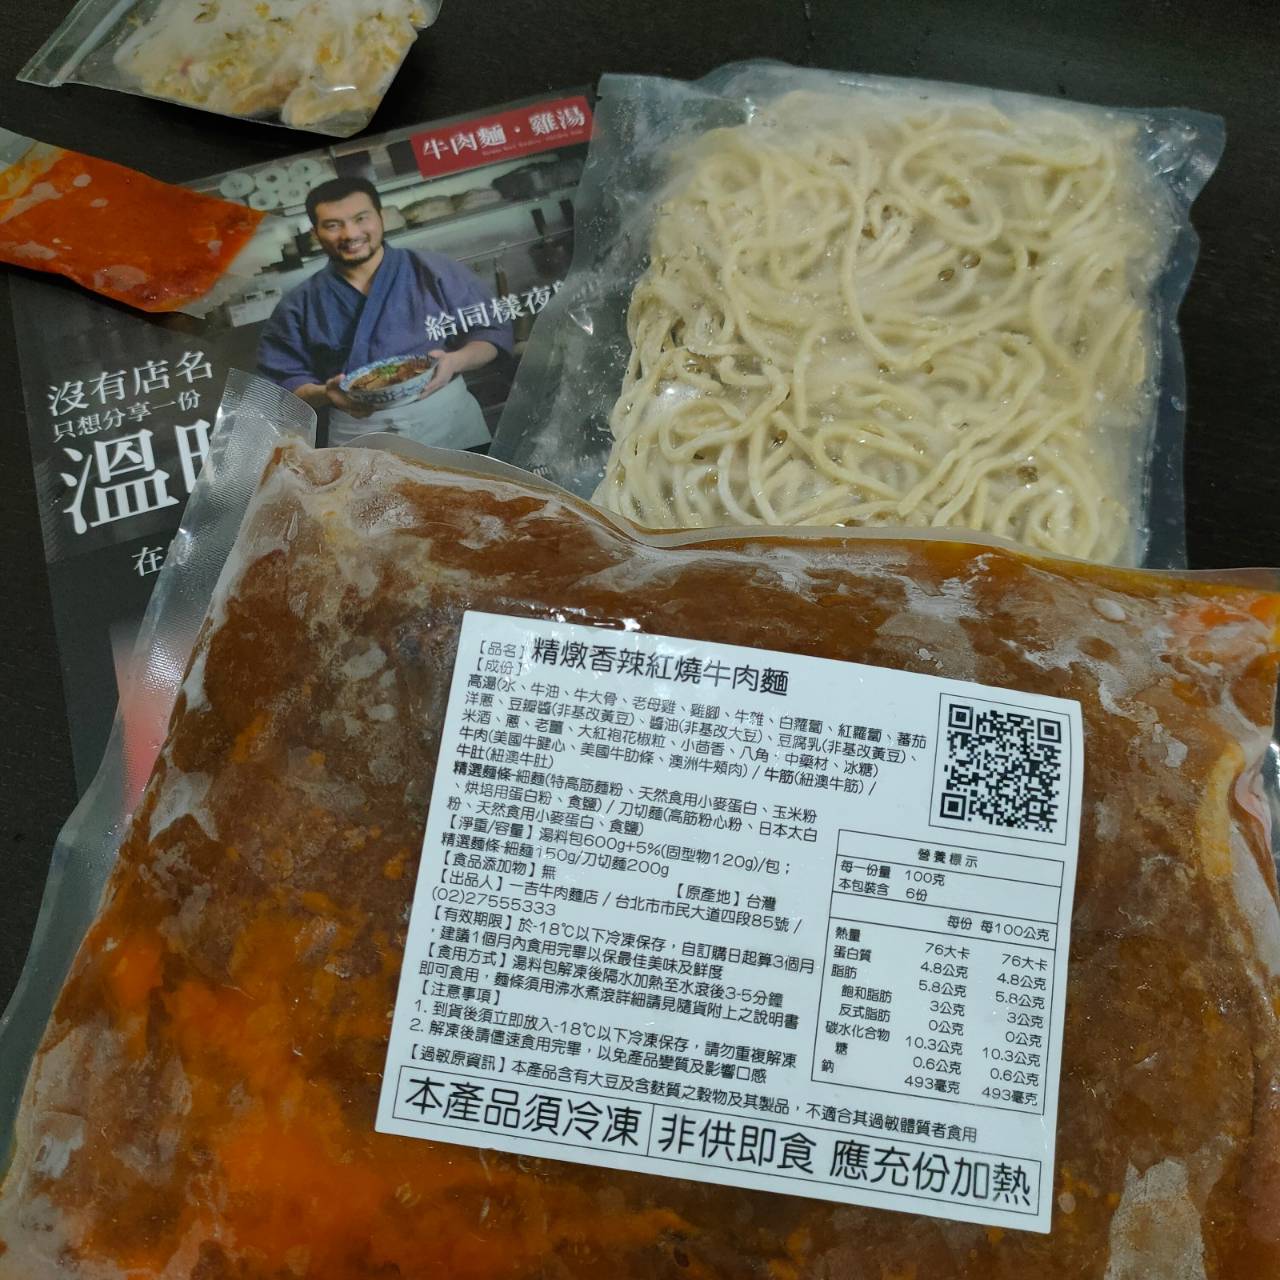 牛肉麵・雞湯
給同樣夜
沒有店名
只想分享一份
溫暖
在
【品名】精燉香辣紅燒牛肉麵
【成份】
高湯(水、牛油、牛大骨、老母雞、雞腳、牛雜、白蘿蔔、紅蘿蔔、蕃茄
洋蔥、豆瓣醬(非基改黃豆)、醬油(非基改大豆)、豆腐乳(非基改黃豆)、
米酒、蔥、老薑、大紅袍花椒粒、小茴香、八角、中藥材、冰糖)
牛肉(美國牛腱心、美國牛肋條、澳洲牛頰肉) / 牛筋(紐澳牛筋) /
牛肚(紐澳牛肚)
精選麵條-細麵(特高筋麵粉、天然食用小麥蛋白、玉米粉
、烘培用蛋白粉、食鹽) / 刀切麵(高筋粉心粉、日本太白
粉、天然食用小麥蛋白、食鹽)
【淨重/容量】湯料包600g+5%(固型物120g)/包；
精選麵條-細麵150g/刀切麵200g
【食品添加物】無 【原產地】台灣
【出品人】一吉牛肉麵店 / 台北市市民大道四段85號 /
(02)27555333
【有效期限】於-18℃以下冷凍保存，自訂購日起算3個月
，建議1個月內食用完畢以保最佳美味及鮮度
【食用方式】湯料包解凍後隔水加熱至水滾後3-5分鐘
即可食用，麵條須用沸水煮滾詳細請見隨貨附上之說明書
【注意事項】
1. 到貨後須立即放入-18℃以下冷凍保存，請勿重複解凍
2. 解凍後請儘速食用完畢，以免產品變質及影響口感
【過敏原資訊】本產品含有大豆及含麩質之穀物及其製品，不適合其過敏體質者食用
本產品須冷凍 非供即食 應充份加熱
營養標示
每一份量 100克
本包裝含 6份
每份 每100公克
熱量 76大卡 76大卡
蛋白質 4.8公克 4.8公克
脂肪 5.8公克 5.8公克
飽和脂肪 3公克 3公克
反式脂肪 0公克 0公克
碳水化合物 10.3公克 10.3公克
糖 0.6公克 0.6公克
鈉 493毫克 493毫克